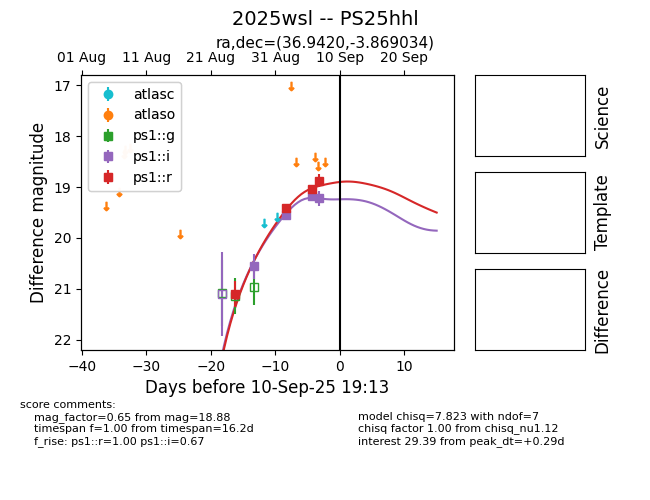 2025wsl -- PS25hhl
ra,dec=(36.9420,-3.869034)
01 Aug 11 Aug 21 Aug 31 Aug 10 Sep 20 Sep
atlasc
atlaso
ps1::g
ps1::i
ps1::r
17
18
19
20
21
22
Difference magnitude
−40 −30 −20 −10 0 10
Days before 10-Sep-25 19:13
Science
Template
Difference
score comments:
mag_factor=0.65 from mag=18.88
timespan f=1.00 from timespan=16.2d
f_rise: ps1::r=1.00 ps1::i=0.67
model chisq=7.823 with ndof=7
chisq factor 1.00 from chisq_nu1.12
interest 29.39 from peak_dt=+0.29d